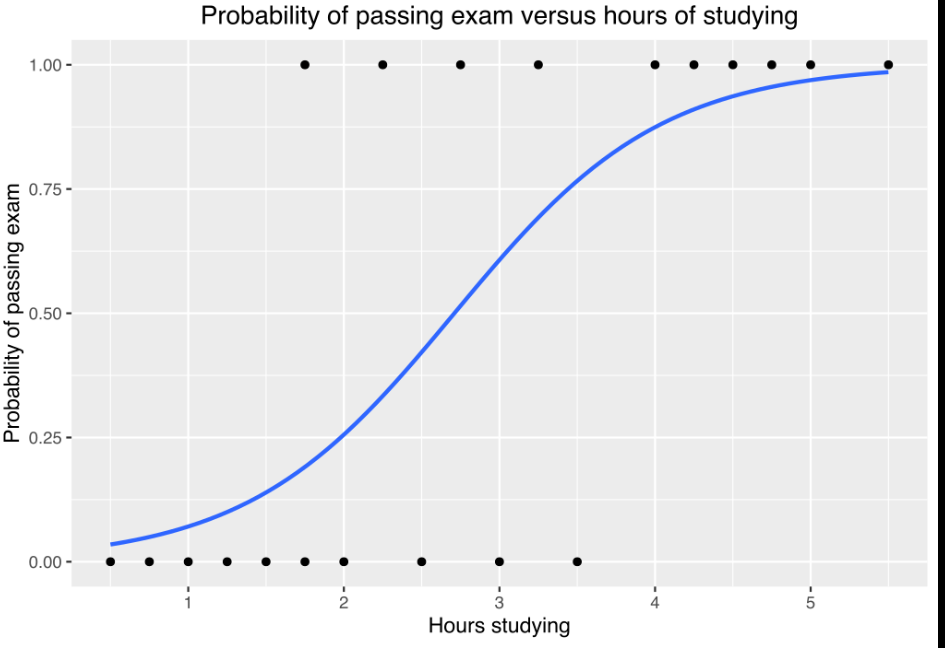 Probability of passing exam versus hours of studying
1.00
0.75
0.50
0.25
0.00
Probability of passing exam
1 2 3 4 5
Hours studying